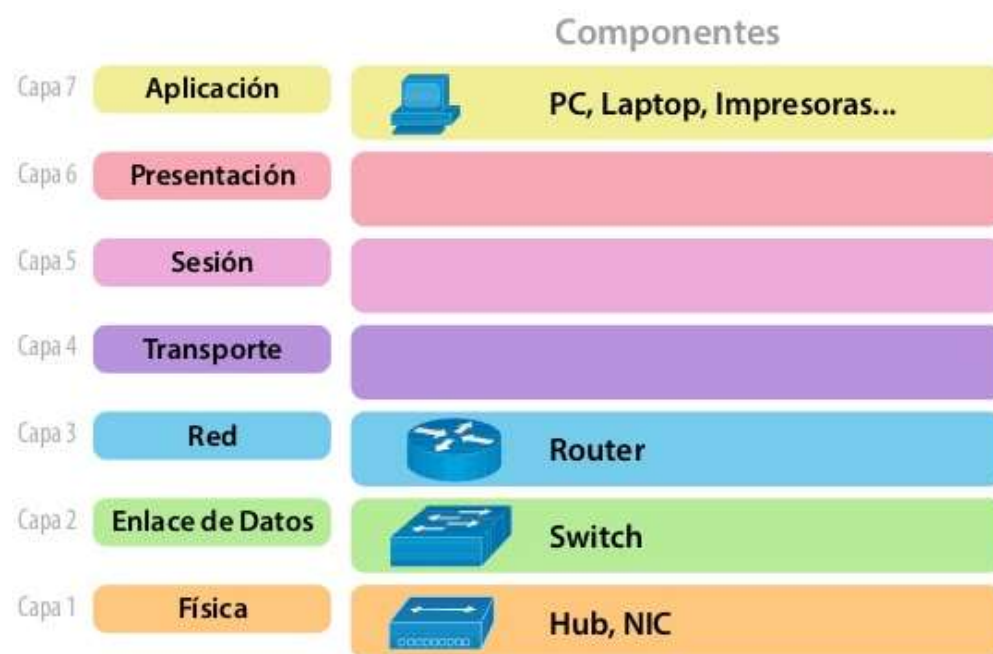 Componentes
Capa 7 Aplicación PC, Laptop, Impresoras...
Capa 6 Presentación
Capa 5 Sesión
Capa 4 Transporte
Capa 3 Red Router
Capa 2 Enlace de Datos Switch
Capa 1 Física Hub, NIC